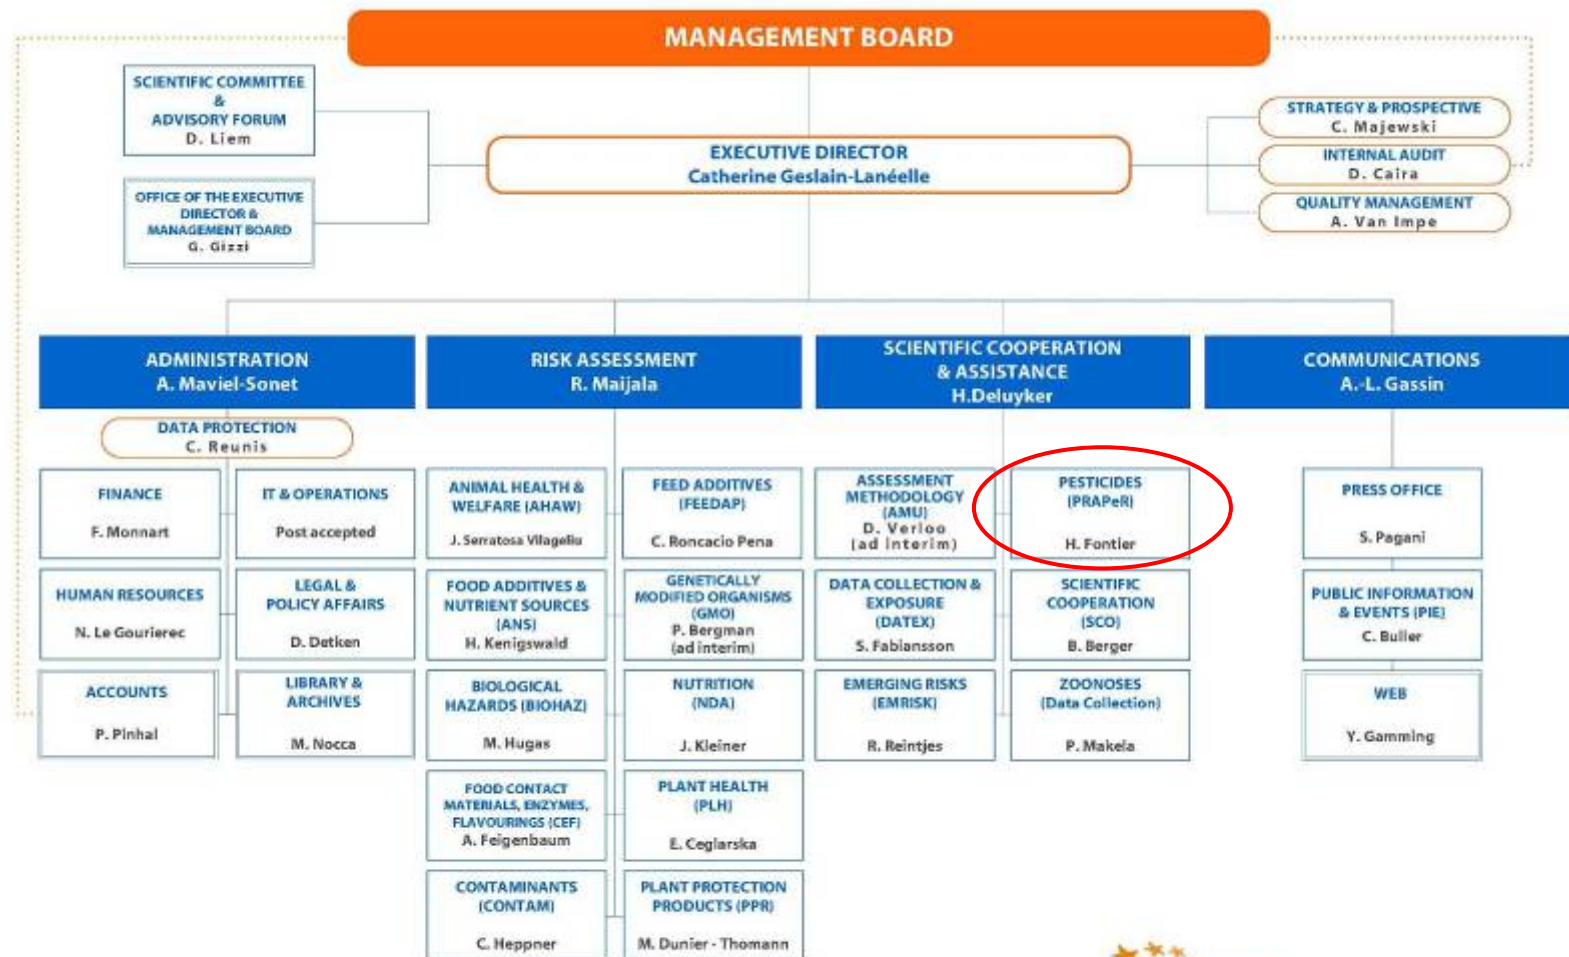 MANAGEMENT BOARD
SCIENTIFIC COMMITTEE
&
ADVISORY FORUM
D. Liem
OFFICE OF THE EXECUTIVE
DIRECTOR &
MANAGEMENT BOARD
G. Gizzi
EXECUTIVE DIRECTOR
Catherine Geslain-Lanéelle
STRATEGY & PROSPECTIVE
C. Majewski
INTERNAL AUDIT
D. Caira
QUALITY MANAGEMENT
A. Van Impe
ADMINISTRATION
A. Maviel-Sonet
RISK ASSESSMENT
R. Maijala
SCIENTIFIC COOPERATION
& ASSISTANCE
H.Deluyker
COMMUNICATIONS
A.-L. Gassin
DATA PROTECTION
C. Reunis
FINANCE
F. Monnart
IT & OPERATIONS
Post accepted
HUMAN RESOURCES
N. Le Gourierec
LEGAL &
POLICY AFFAIRS
D. Detken
ACCOUNTS
P. Pinhal
LIBRARY &
ARCHIVES
M. Nocca
ANIMAL HEALTH &
WELFARE (AHAW)
J. Serratosa Vilageliu
FEED ADDITIVES
(FEEDAP)
C. Roncacio Pena
FOOD ADDITIVES &
NUTRIENT SOURCES
(ANS)
H. Kenigswald
GENETICALLY
MODIFIED ORGANISMS
(GMO)
P. Bergman
(ad interim)
BIOLOGICAL
HAZARDS (BIOHAZ)
M. Hugas
NUTRITION
(NDA)
J. Kleiner
FOOD CONTACT
MATERIALS, ENZYMES,
FLAVOURINGS (CEF)
A. Feigenbaum
PLANT HEALTH
(PLH)
E. Ceglarska
CONTAMINANTS
(CONTAM)
C. Heppner
PLANT PROTECTION
PRODUCTS (PPR)
M. Dunier - Thomann
ASSESSMENT
METHODOLOGY
(AMU)
D. Verloo
(ad interim)
PESTICIDES
(PRAPeR)
H. Fontier
DATA COLLECTION &
EXPOSURE
(DATEX)
S. Fabiansson
SCIENTIFIC
COOPERATION
(SCO)
B. Berger
EMERGING RISKS
(EMRISK)
R. Reintjes
ZOONOSES
(Data Collection)
P. Makela
PRESS OFFICE
S. Pagani
PUBLIC INFORMATION
& EVENTS (PIE)
C. Buller
WEB
Y. Gamming